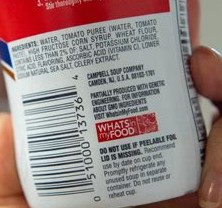 Stir thoroughly
INGREDIENTS: WATER, TOMATO PUREE (WATER, TOMATO
PASTE), HIGH FRUCTOSE CORN SYRUP, WHEAT FLOUR,
CONTAINS LESS THAN 2% OF: SALT, POTASSIUM CHLORIDE,
CITRIC ACID, FLAVORING, ASCORBIC ACID (VITAMIN C), LOWER
SODIUM NATURAL SEA SALT, CELERY EXTRACT.
CAMPBELL SOUP COMPANY
CAMDEN, NJ, U.S.A. 08103-1701
PARTIALLY PRODUCED WITH GENETIC
ENGINEERING. FOR INFORMATION
ABOUT GMO INGREDIENTS
VISIT WhatsinMyFood.com
WHATS in
my FOOD
DO NOT USE IF PEELABLE FOIL
LID IS MISSING. Recommend
use by date on cup end.
Promptly refrigerate any
unused soup in separate
container. Do not reuse or
reheat cup.
0 51000 13736 4